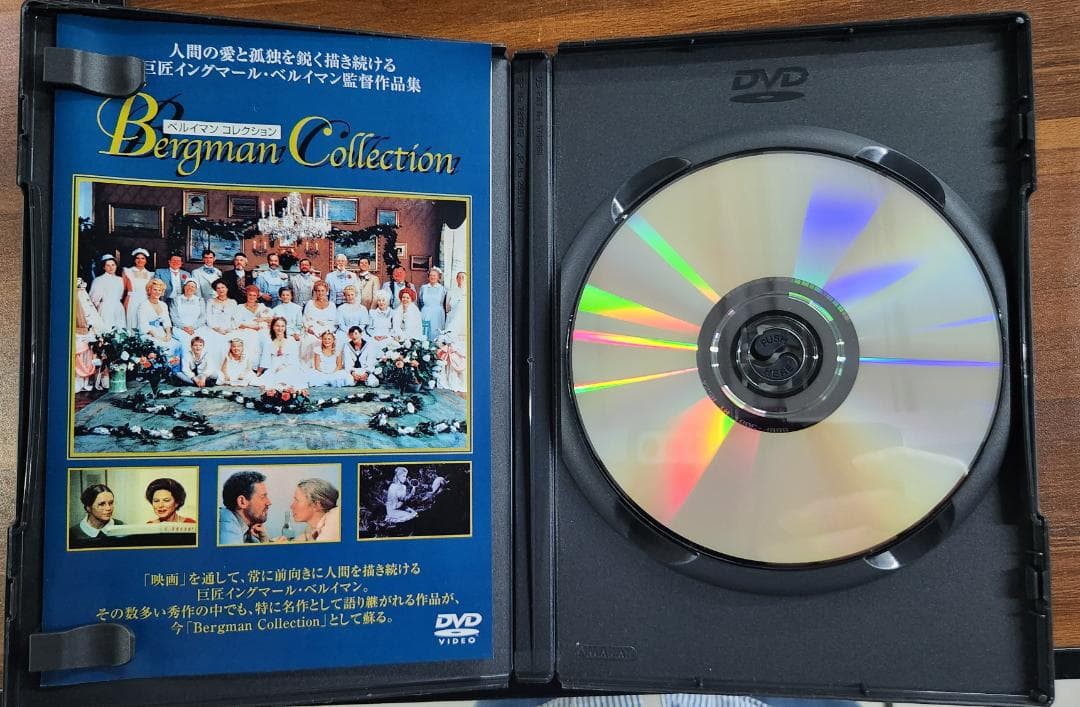 人間の愛と孤独を鋭く描き続ける
巨匠イングマール・ベルイマン監督作品集
ベルイマン コレクション
Bergman Collection
「映画」を通して、常に前向きに人間を描き続ける
巨匠イングマール・ベルイマン。
その数多い秀作の中でも、特に名作として語り継がれる作品が、
今「Bergman Collection」として蘇る。
DVD
VIDEO
DVD
PUSH
HERE
AMARAY